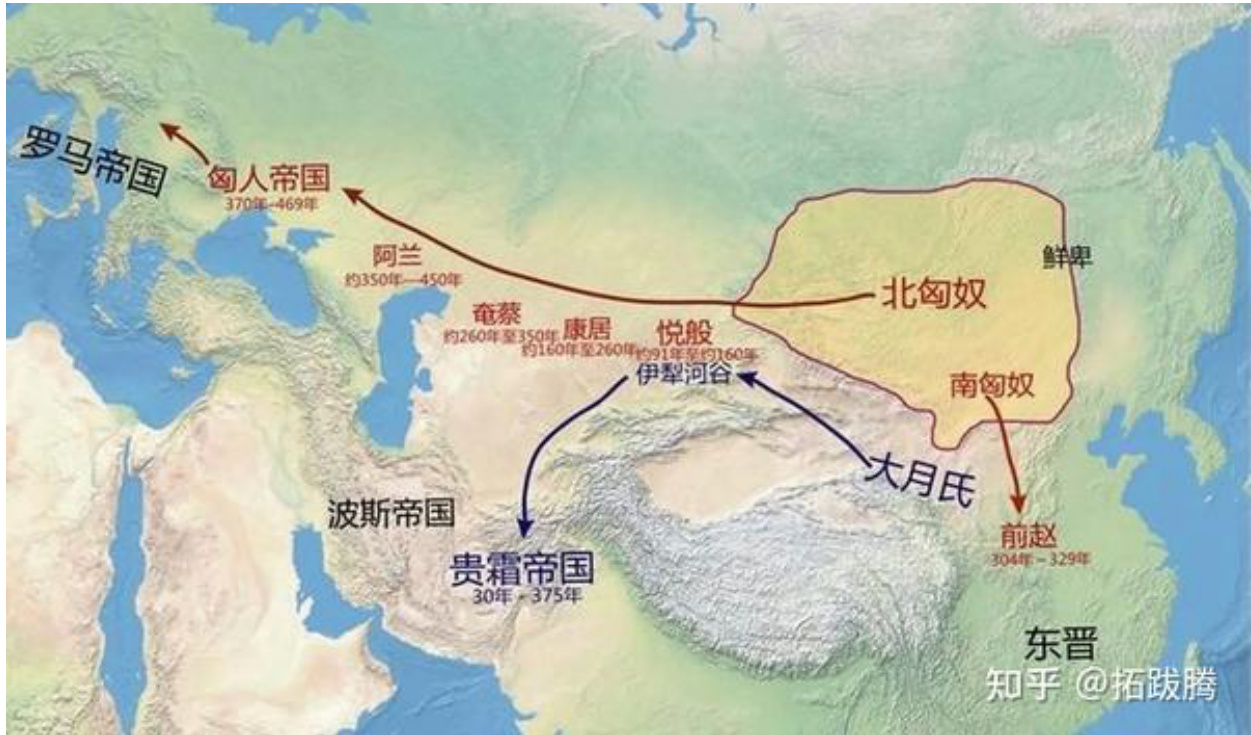 罗马帝国
匈人帝国
370年-469年
阿兰
约350年—450年
奄蔡
约260年至350年
康居
约160年至260年
悦般
约91年至约160年
伊犁河谷
北匈奴
鲜卑
南匈奴
大月氏
波斯帝国
贵霜帝国
30年-375年
前赵
304年-329年
东晋
知乎 @拓跋腾